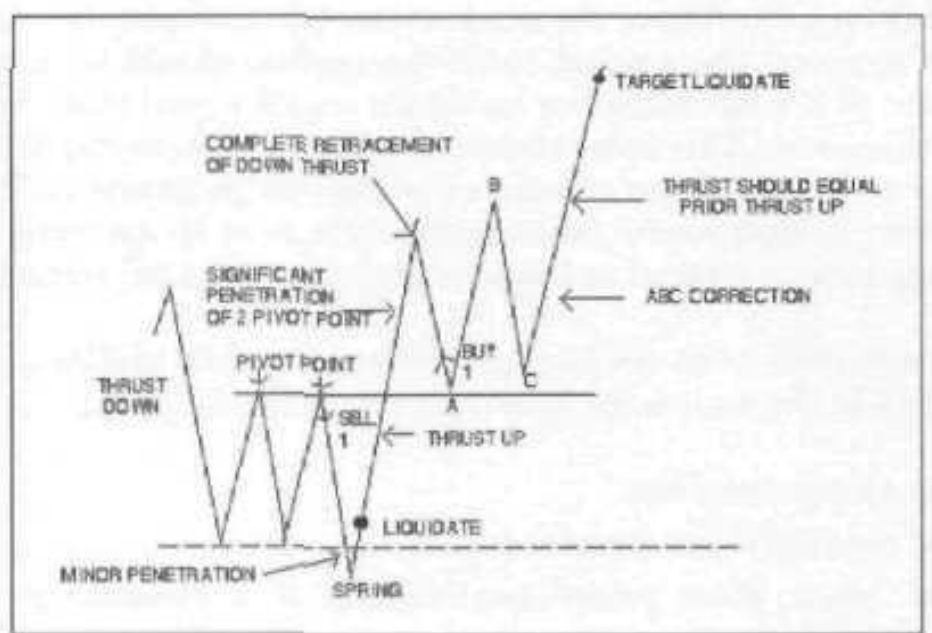 TARGET LIQUIDATE
COMPLETE RETRACEMENT
OF DOWN THRUST
B
THRUST SHOULD EQUAL
PRIOR THRUST UP
SIGNIFICANT
PENETRATION
OF 2 PIVOT POINT
ABC CORRECTION
PIVOT POINT
BUY
1
C
THRUST
DOWN
A
SELL
1
THRUST UP
LIQUIDATE
MINOR PENETRATION
SPRING